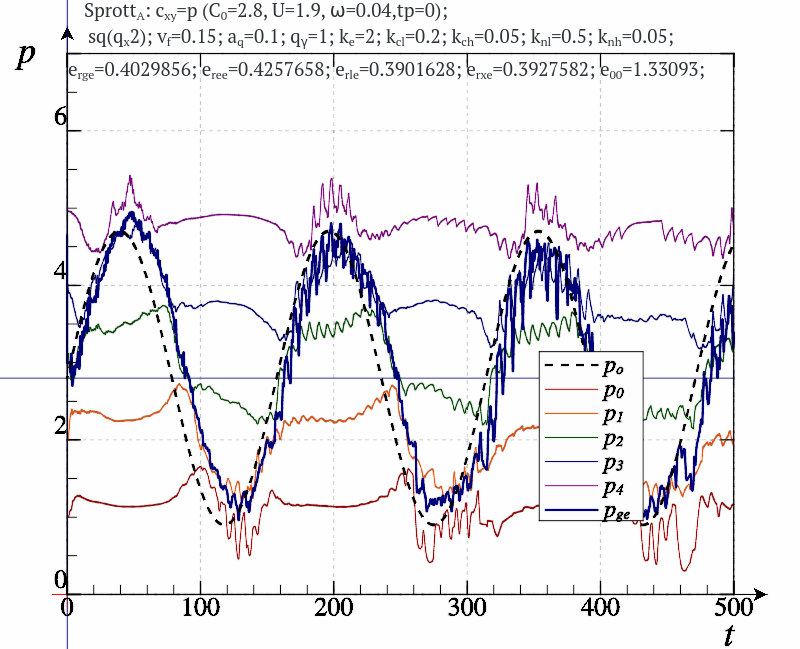 Sprott_A: c_xy=p (C_0=2.8, U=1.9, ω=0.04,tp=0);
sq(q_x2); v_f=0.15; a_q=0.1; q_γ=1; k_e=2; k_cl=0.2; k_ch=0.05; k_nl=0.5; k_nh=0.05;
e_rge=0.4029856; e_ree=0.4257658; e_rle=0.3901628; e_rxe=0.3927582; e_00=1.33093;
p
6
4
2
0
p_o
p_0
p_1
p_2
p_3
p_4
p_ge
0 100 200 300 400 500
t